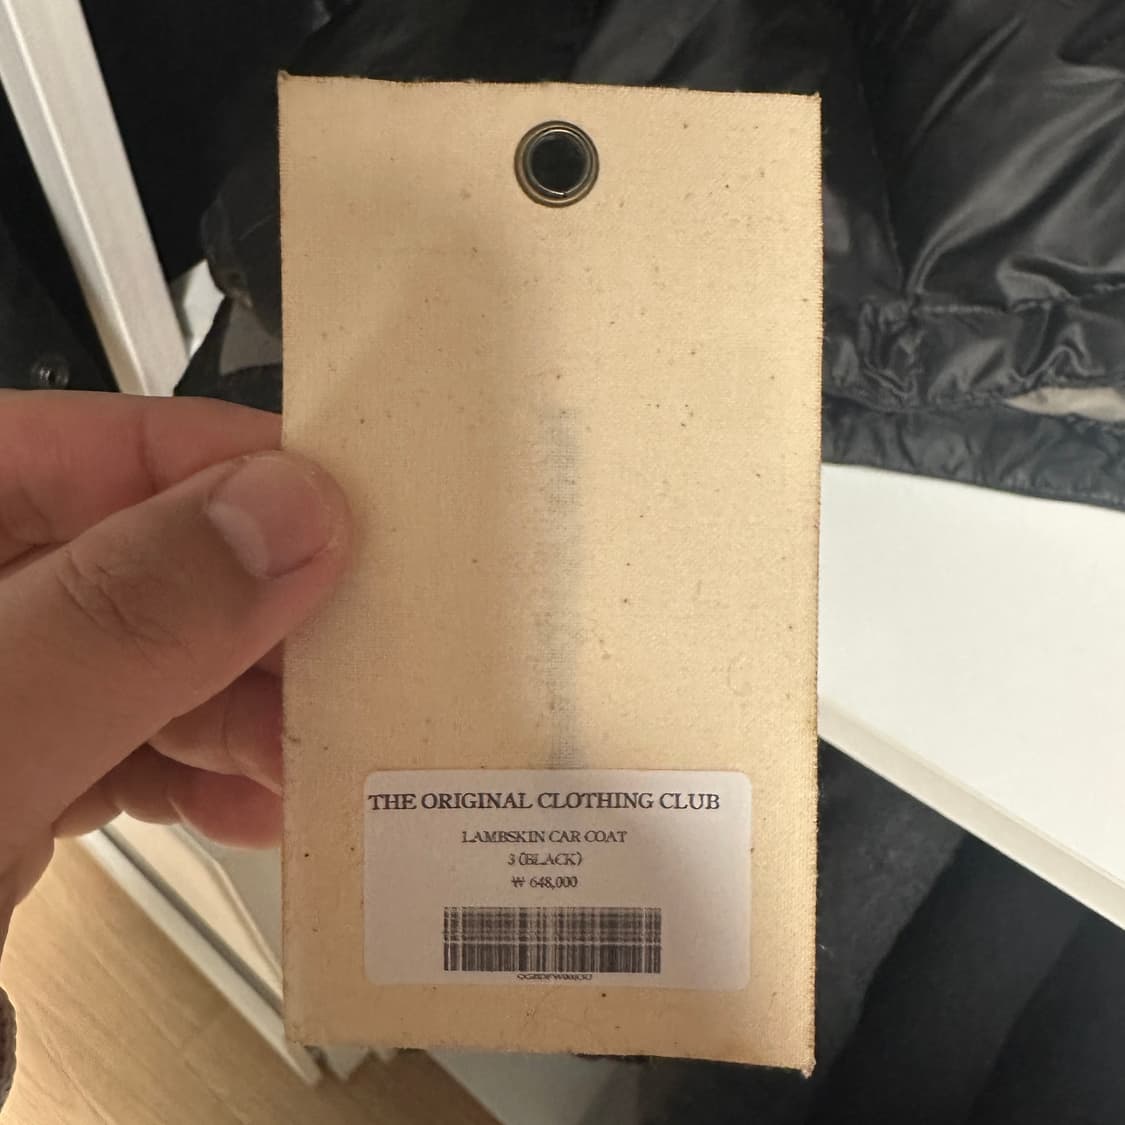 THE ORIGINAL CLOTHING CLUB
LAMBSKIN CAR COAT
3 (BLACK)
₩ 648,000